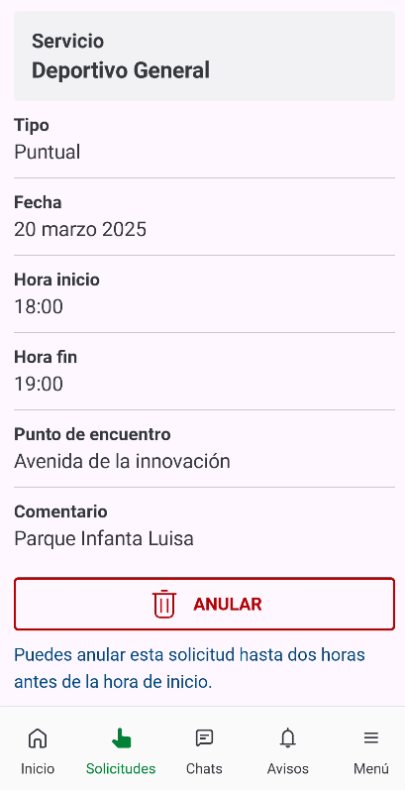 Servicio
Deportivo General
Tipo
Puntual
Fecha
20 marzo 2025
Hora inicio
18:00
Hora fin
19:00
Punto de encuentro
Avenida de la innovación
Comentario
Parque Infanta Luisa
ANULAR
Puedes anular esta solicitud hasta dos horas
antes de la hora de inicio.
Inicio Solicitudes Chats Avisos Menú